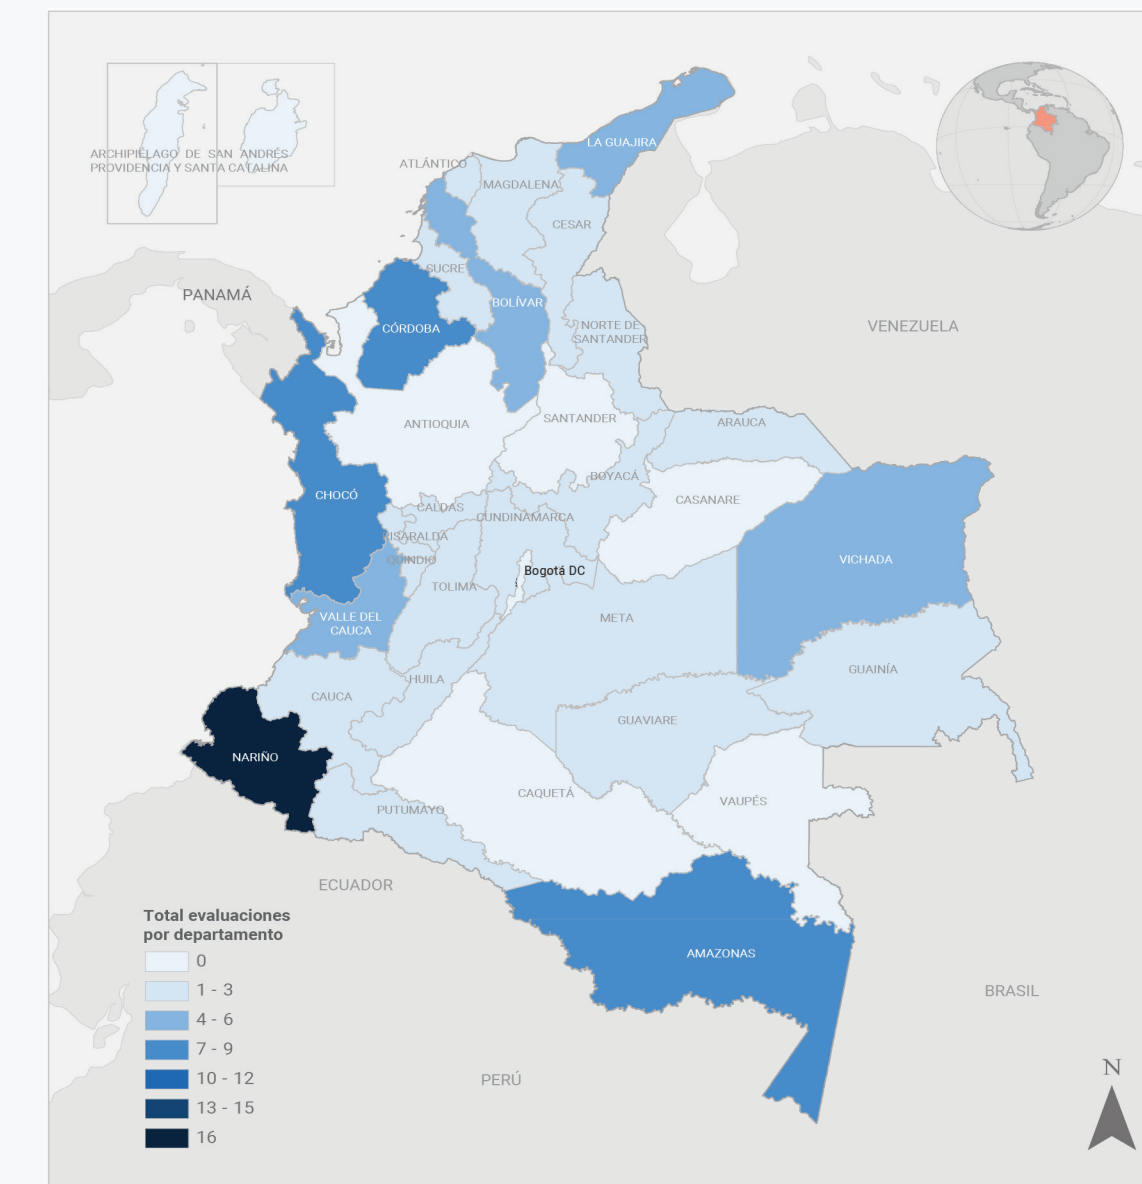 ARCHIPIÉLAGO DE SAN ANDRÉS
PROVIDENCIA Y SANTA CATALINA
LA GUAJIRA
ATLÁNTICO
MAGDALENA
CESAR
SUCRE
PANAMÁ
BOLÍVAR
CÓRDOBA
NORTE DE
SANTANDER
VENEZUELA
ANTIOQUIA
SANTANDER
ARAUCA
BOYACÁ
CHOCÓ
CASANARE
CALDAS
CUNDINAMARCA
RISARALDA
QUINDIO
Bogotá DC
VICHADA
TOLIMA
VALLE DEL
CAUCA
META
GUAINÍA
HUILA
CAUCA
GUAVIARE
NARIÑO
CAQUETÁ
VAUPÉS
PUTUMAYO
ECUADOR
AMAZONAS
BRASIL
PERÚ
Total evaluaciones
por departamento
0
1 - 3
4 - 6
7 - 9
10 - 12
13 - 15
16
N